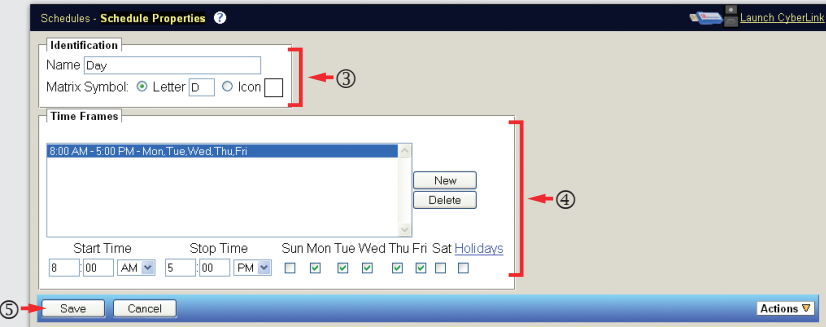 Schedules - Schedule Properties ? Launch CyberLink
Identification
Name Day
Matrix Symbol: Letter D Icon
③
Time Frames
8:00 AM - 5:00 PM - Mon,Tue,Wed,Thu,Fri
New
Delete
④
Start Time Stop Time Sun Mon Tue Wed Thu Fri Sat Holidays
8 :00 AM 5 :00 PM
⑤ Save Cancel Actions